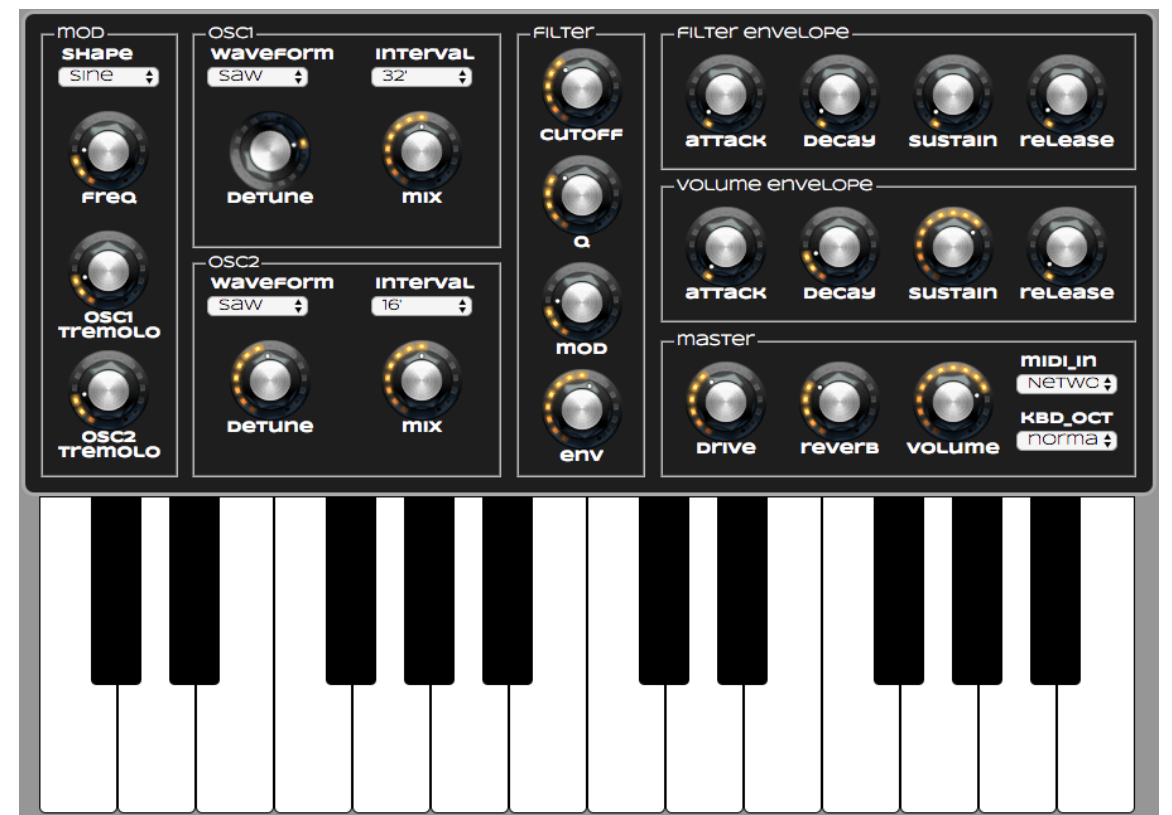 mod
SHAPE
sine
Freq
OSC1
Tremolo
OSC2
Tremolo
OSC1
waveform
saw
Interval
32'
Detune
mix
OSC2
waveform
saw
Interval
16'
Detune
mix
Filter
CUTOFF
Q
mod
env
Filter envelope
attack
Decay
sustain
release
volume envelope
attack
Decay
sustain
release
master
Drive
reverb
volume
midi_in
Netwo
KBD_OCT
norma